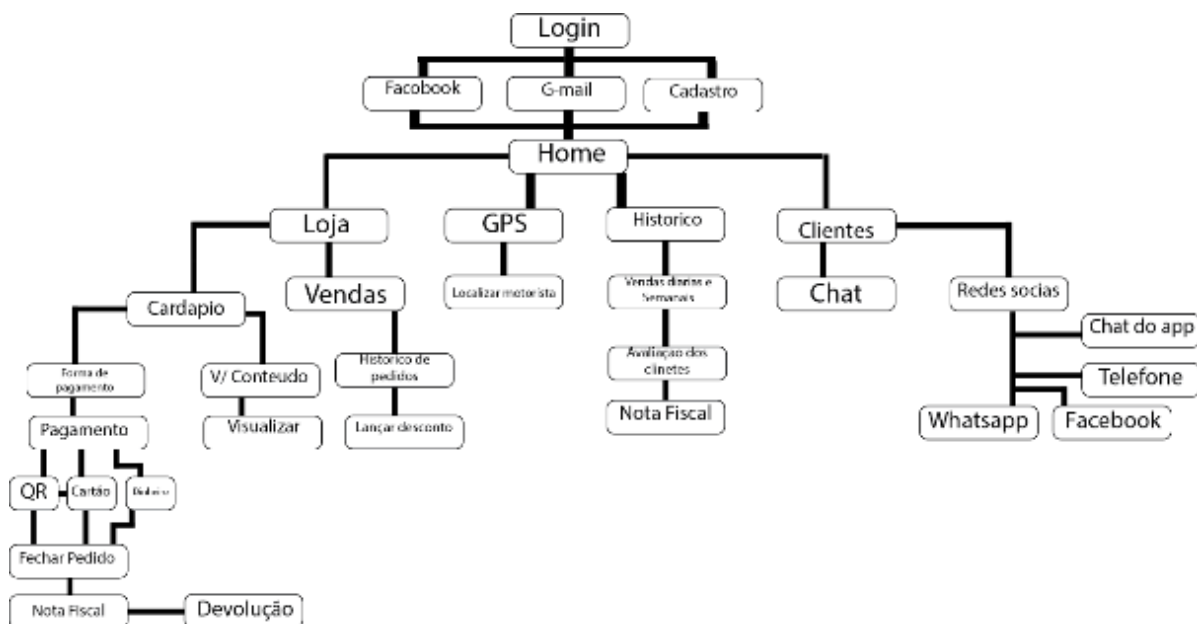 Login
Facobook
G-mail
Cadastro
Home
Loja
GPS
Historico
Clientes
Cardapio
Vendas
Localizar motorista
Vendas diarias e
Semanais
Chat
Redes socias
Chat do app
Forma de
pagamento
V/ Conteudo
Historico de
pedidos
Avaliaçao dos
clinetes
Telefone
Pagamento
Visualizar
Lançar desconto
Nota Fiscal
Whatsapp
Facebook
QR
Cartão
Dinheiro
Fechar Pedido
Nota Fiscal
Devolução